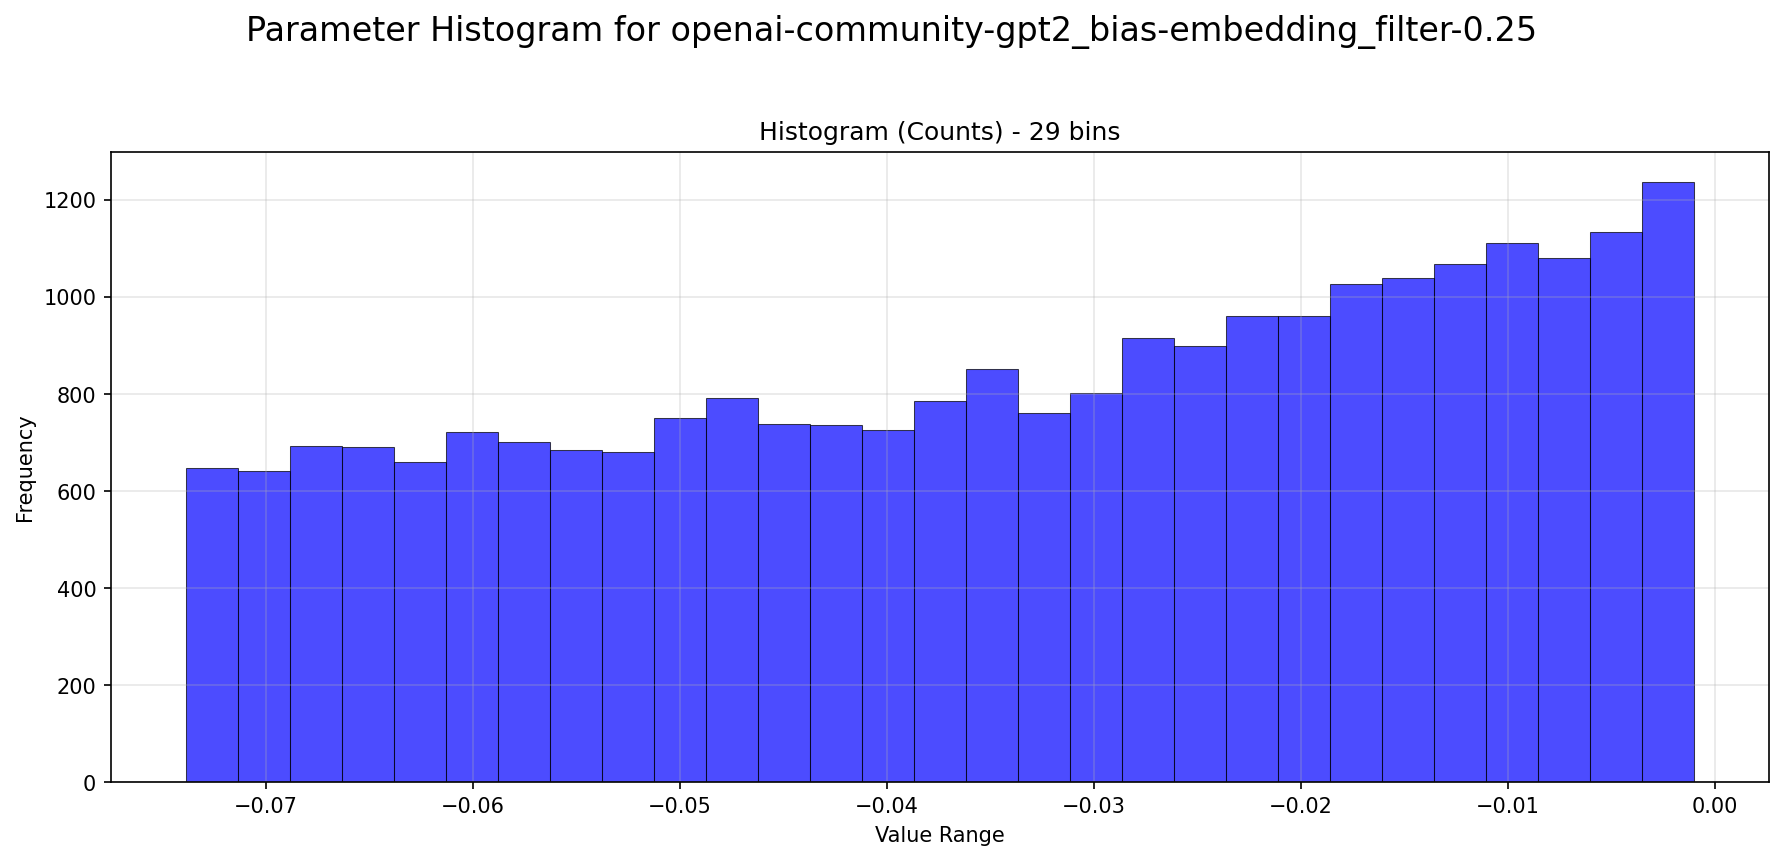 Parameter Histogram for openai-community-gpt2_bias-embedding_filter-0.25
Histogram (Counts) - 29 bins
1200
1000
800
600
400
200
0
Frequency
−0.07 −0.06 −0.05 −0.04 −0.03 −0.02 −0.01 0.00
Value Range